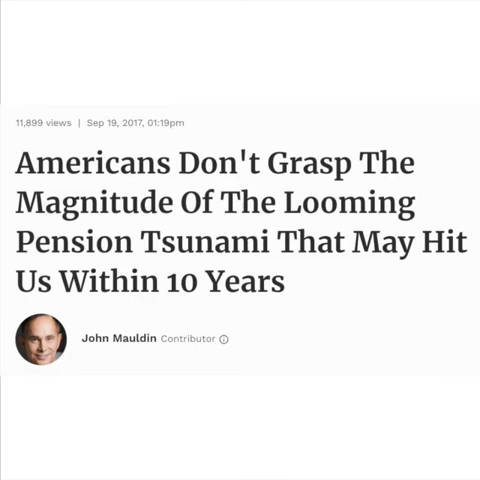 11,899 views | Sep 19, 2017, 01:19pm
Americans Don't Grasp The
Magnitude Of The Looming
Pension Tsunami That May Hit
Us Within 10 Years
John Mauldin Contributor ⓘ